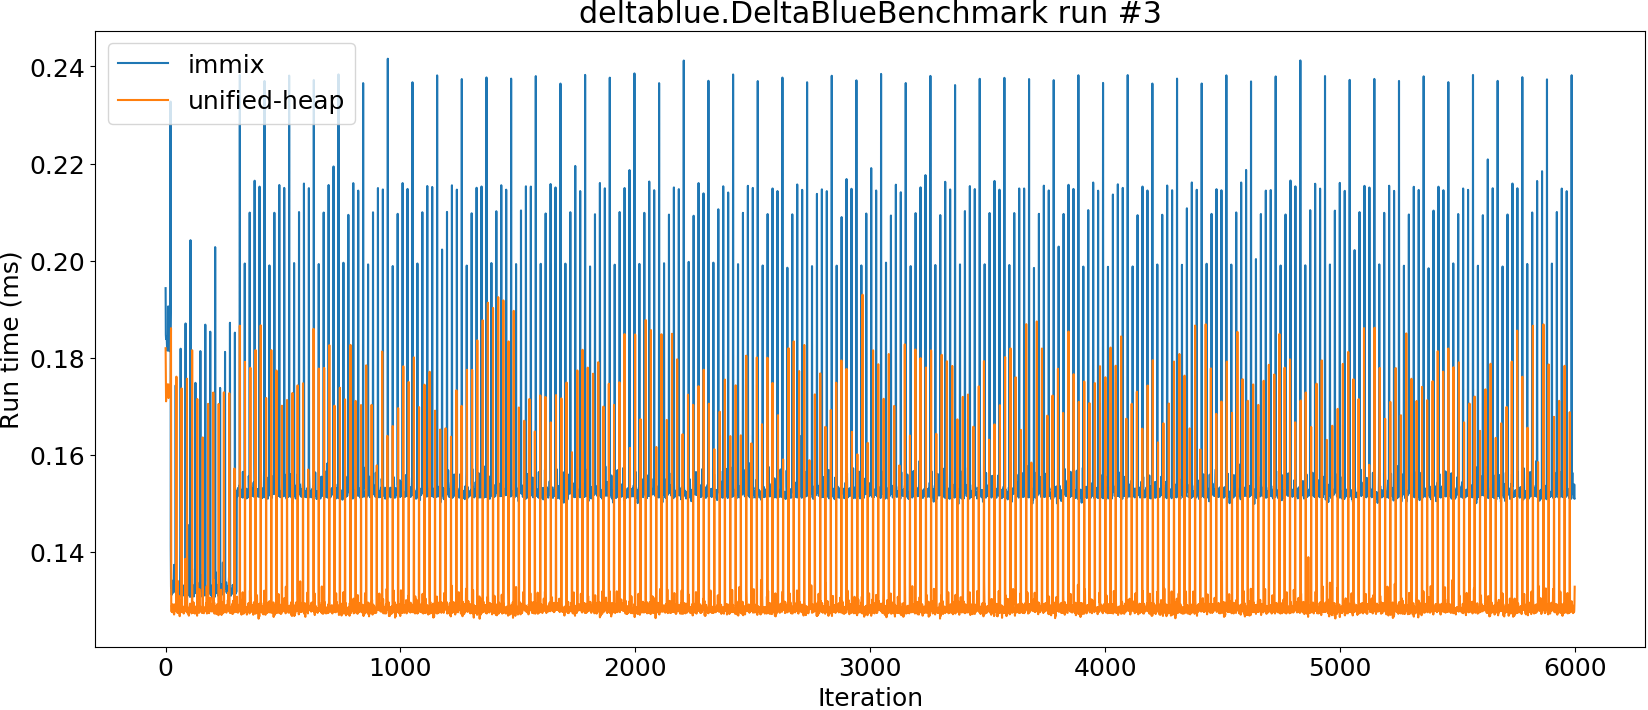 deltablue.DeltaBlueBenchmark run #3
immix
unified-heap
Run time (ms)
0.24
0.22
0.20
0.18
0.16
0.14
0 1000 2000 3000 4000 5000 6000
Iteration